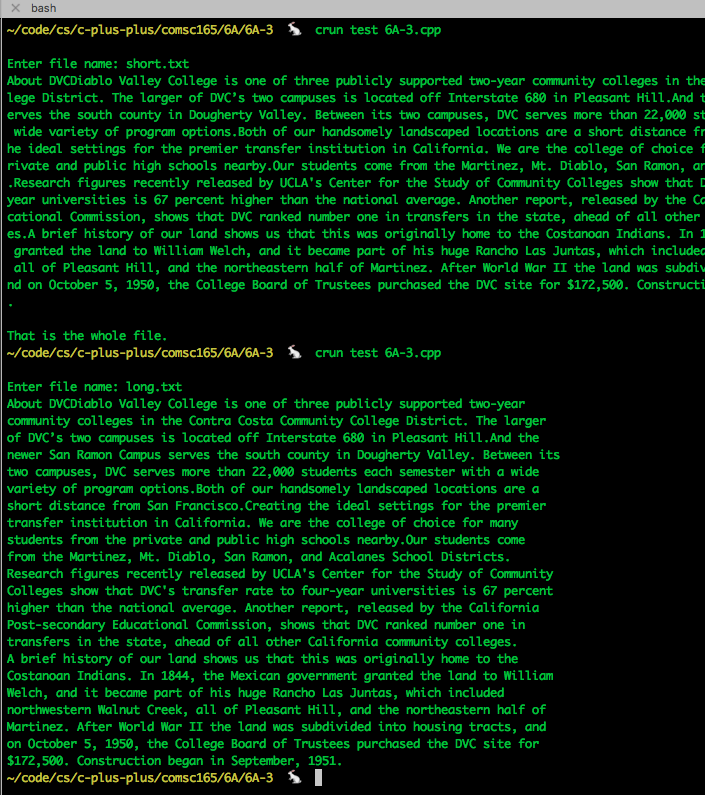 bash
~/code/cs/c-plus-plus/comsc165/6A/6A-3 🐇 crun test 6A-3.cpp
Enter file name: short.txt
About DVCDiablo Valley College is one of three publicly supported two-year community colleges in the
lege District. The larger of DVC’s two campuses is located off Interstate 680 in Pleasant Hill.And t
erves the south county in Dougherty Valley. Between its two campuses, DVC serves more than 22,000 st
wide variety of program options.Both of our handsomely landscaped locations are a short distance fr
he ideal settings for the premier transfer institution in California. We are the college of choice f
rivate and public high schools nearby.Our students come from the Martinez, Mt. Diablo, San Ramon, an
.Research figures recently released by UCLA's Center for the Study of Community Colleges show that D
year universities is 67 percent higher than the national average. Another report, released by the Ca
cational Commission, shows that DVC ranked number one in transfers in the state, ahead of all other
es.A brief history of our land shows us that this was originally home to the Costanoan Indians. In 1
granted the land to William Welch, and it became part of his huge Rancho Las Juntas, which included
all of Pleasant Hill, and the northeastern half of Martinez. After World War II the land was subdiv
nd on October 5, 1950, the College Board of Trustees purchased the DVC site for $172,500. Constructi
.
That is the whole file.
~/code/cs/c-plus-plus/comsc165/6A/6A-3 🐇 crun test 6A-3.cpp
Enter file name: long.txt
About DVCDiablo Valley College is one of three publicly supported two-year
community colleges in the Contra Costa Community College District. The larger
of DVC’s two campuses is located off Interstate 680 in Pleasant Hill.And the
newer San Ramon Campus serves the south county in Dougherty Valley. Between its
two campuses, DVC serves more than 22,000 students each semester with a wide
variety of program options.Both of our handsomely landscaped locations are a
short distance from San Francisco.Creating the ideal settings for the premier
transfer institution in California. We are the college of choice for many
students from the private and public high schools nearby.Our students come
from the Martinez, Mt. Diablo, San Ramon, and Acalanes School Districts.
Research figures recently released by UCLA's Center for the Study of Community
Colleges show that DVC's transfer rate to four-year universities is 67 percent
higher than the national average. Another report, released by the California
Post-secondary Educational Commission, shows that DVC ranked number one in
transfers in the state, ahead of all other California community colleges.
A brief history of our land shows us that this was originally home to the
Costanoan Indians. In 1844, the Mexican government granted the land to William
Welch, and it became part of his huge Rancho Las Juntas, which included
northwestern Walnut Creek, all of Pleasant Hill, and the northeastern half of
Martinez. After World War II the land was subdivided into housing tracts, and
on October 5, 1950, the College Board of Trustees purchased the DVC site for
$172,500. Construction began in September, 1951.
~/code/cs/c-plus-plus/comsc165/6A/6A-3 🐇